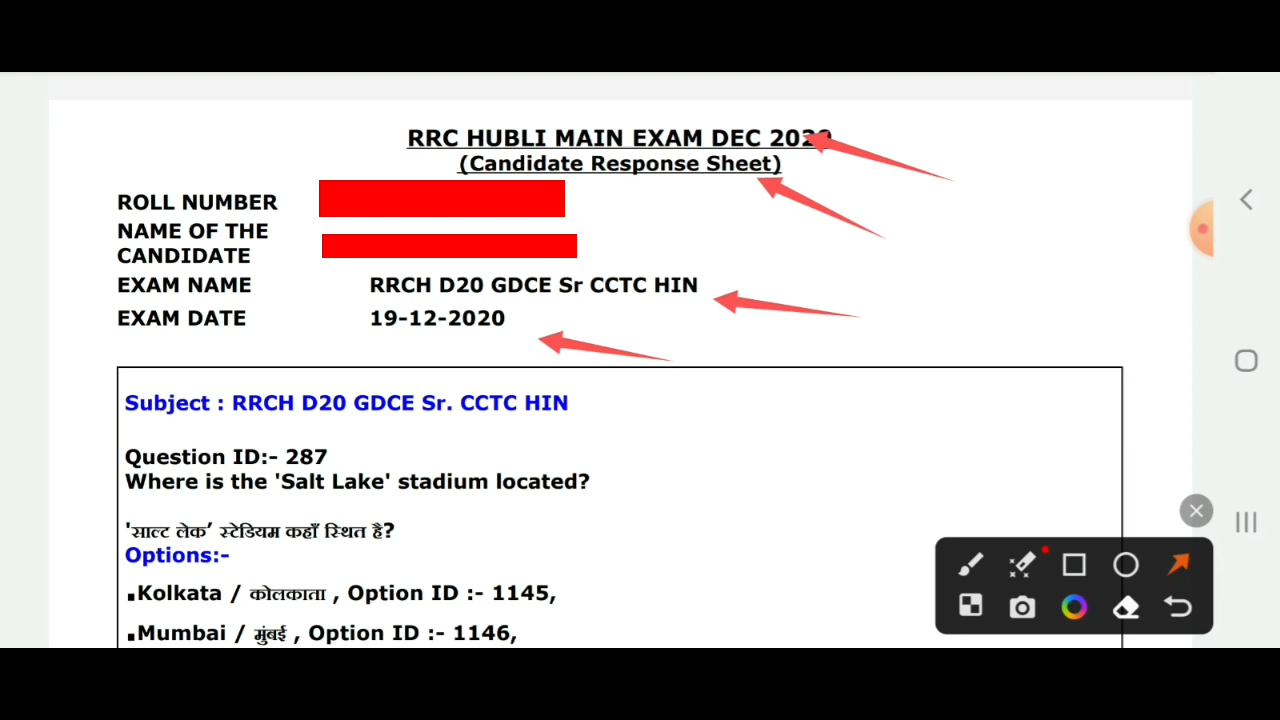 RRC HUBLI MAIN EXAM DEC 2020
(Candidate Response Sheet)
ROLL NUMBER
NAME OF THE
CANDIDATE
EXAM NAME RRCH D20 GDCE Sr CCTC HIN
EXAM DATE 19-12-2020
Subject : RRCH D20 GDCE Sr. CCTC HIN
Question ID:- 287
Where is the 'Salt Lake' stadium located?
'साल्ट लेक’ स्टेडियम कहाँ स्थित है?
Options:-
▪Kolkata / कोलकाता , Option ID :- 1145,
▪Mumbai / मुंबई , Option ID :- 1146,